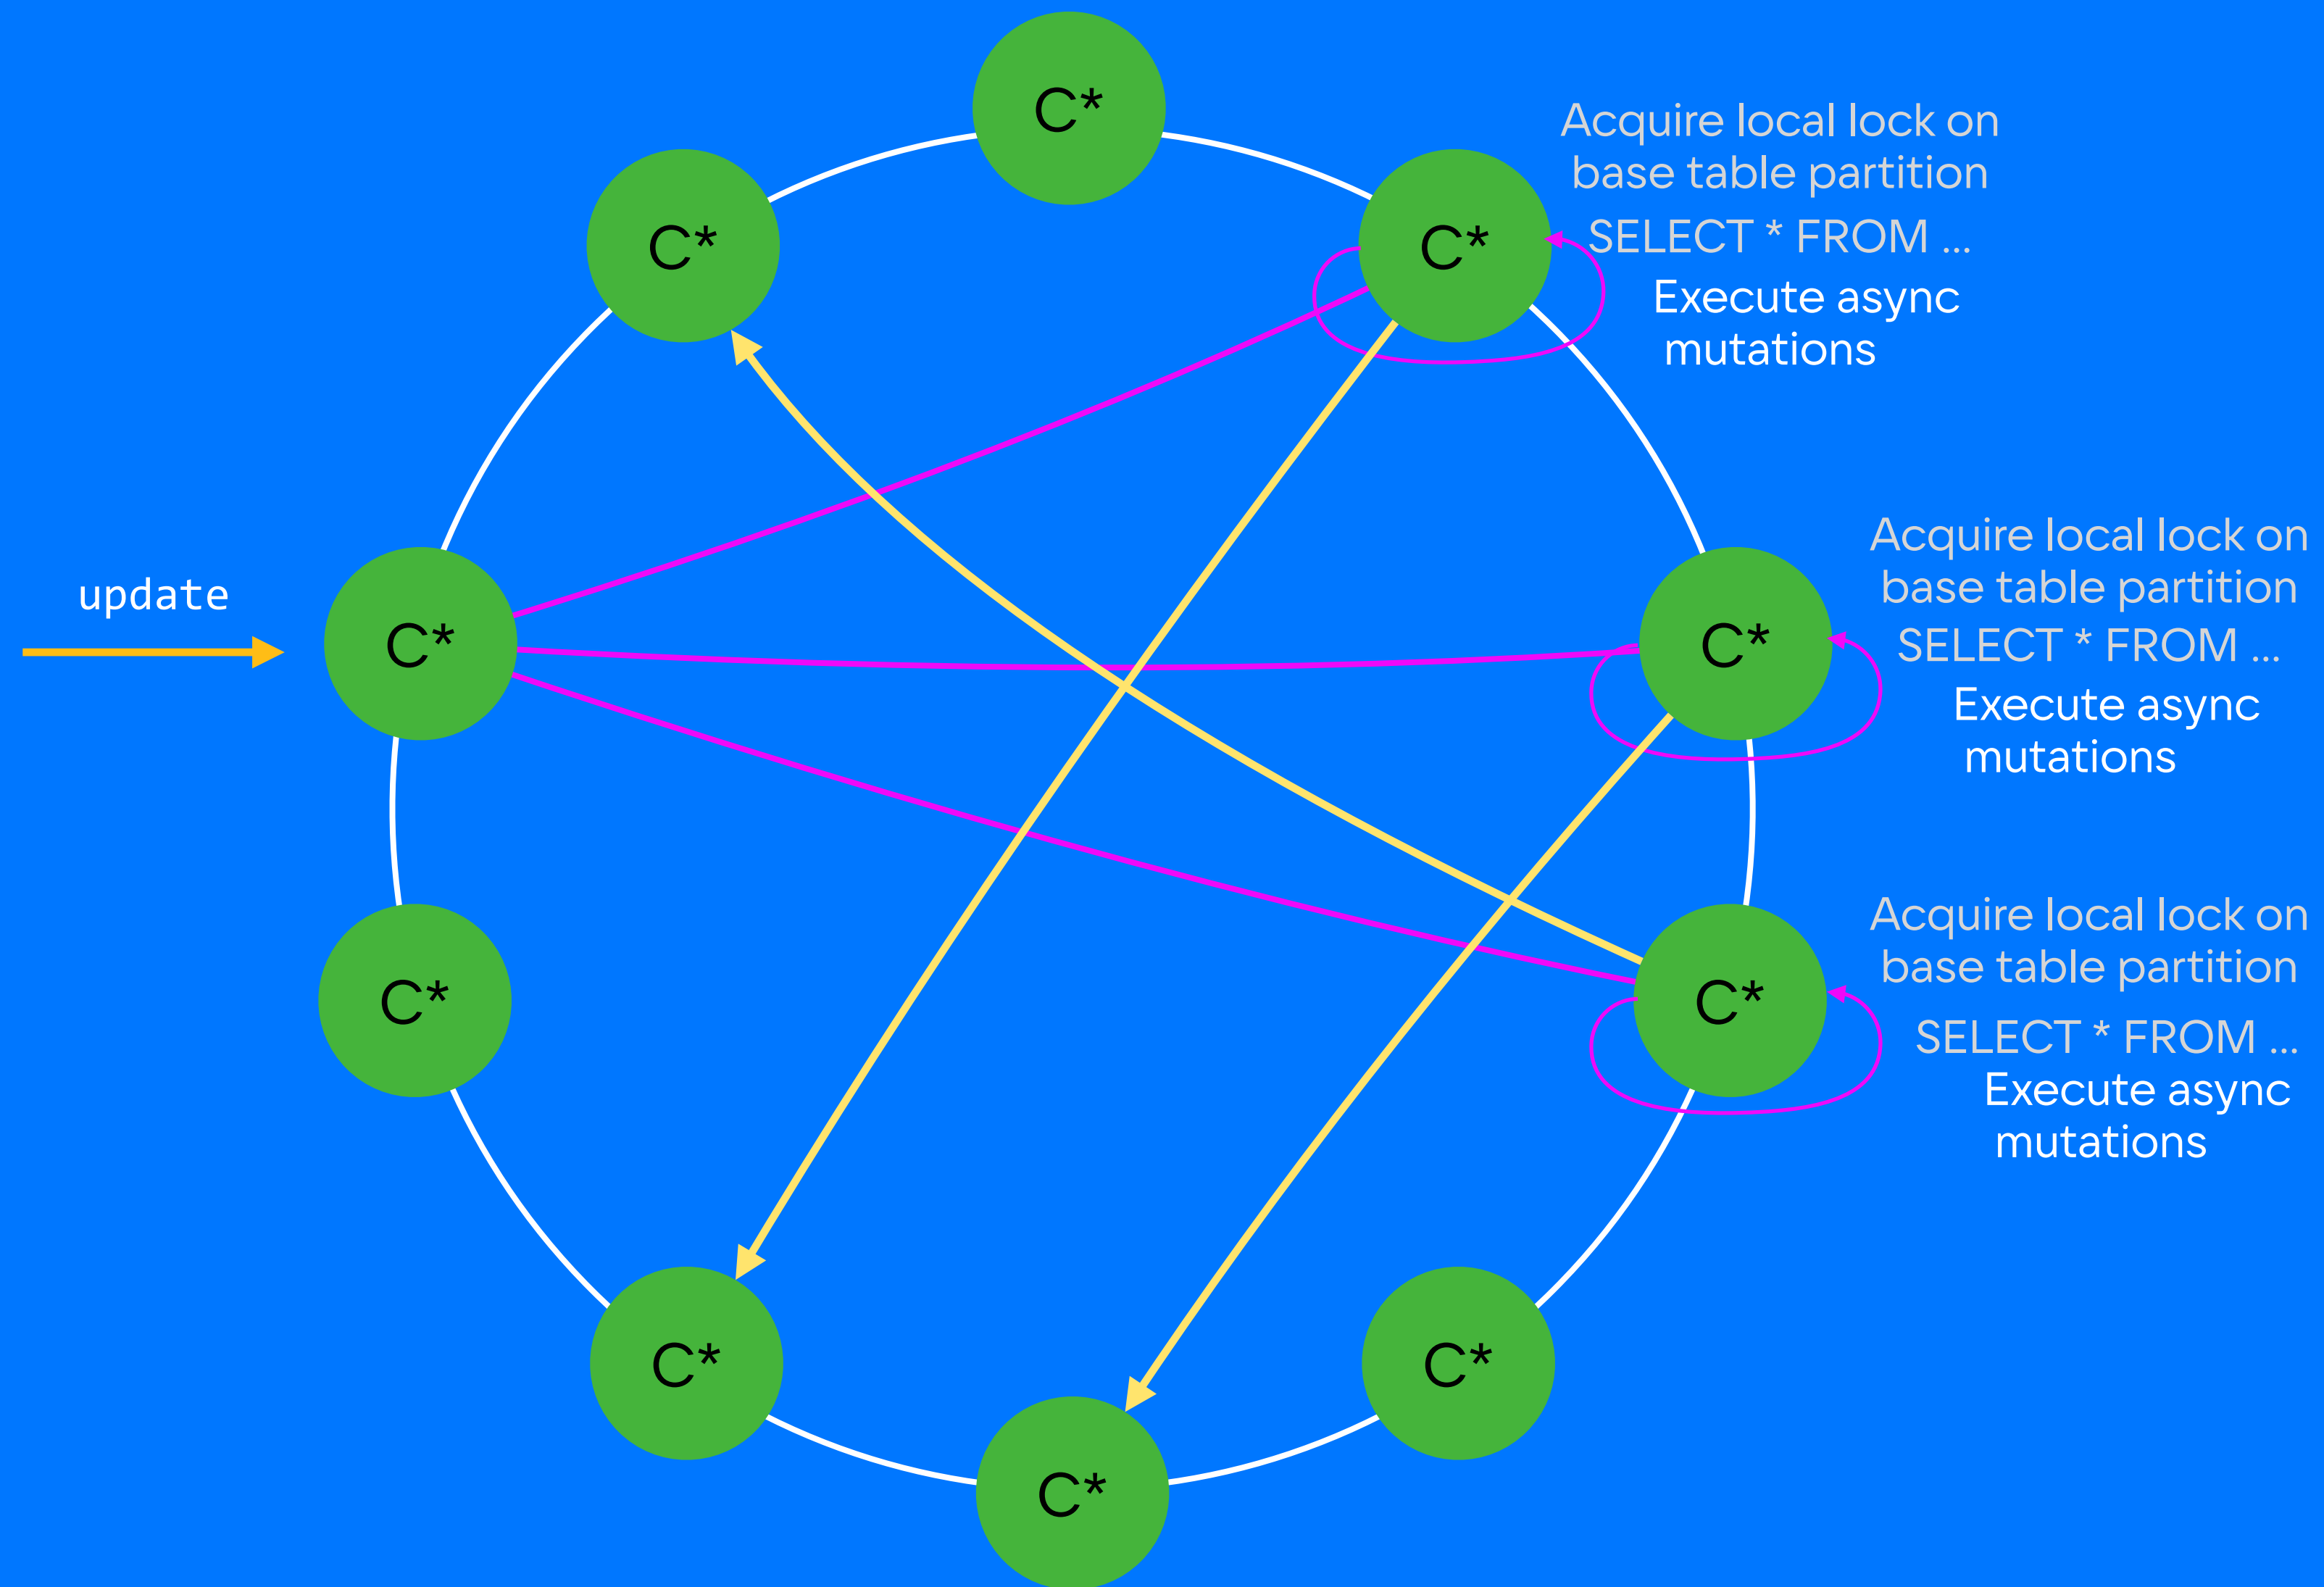 C*
Acquire local lock on
base table partition
C*
C*
SELECT * FROM ...
Execute async
mutations
Acquire local lock on
base table partition
update
C*
C*
SELECT * FROM ...
Execute async
mutations
Acquire local lock on
base table partition
C*
C*
SELECT * FROM ...
Execute async
mutations
C*
C*
C*